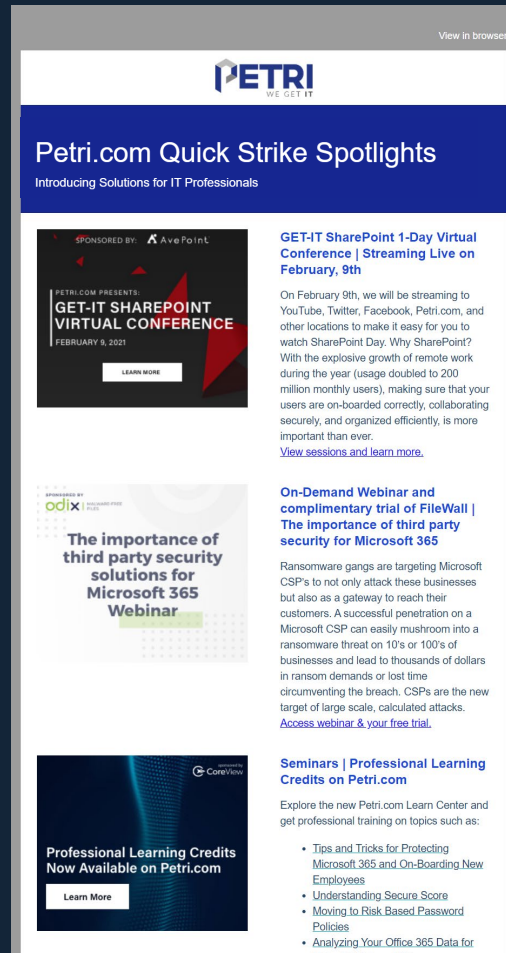 View in browser
PETRI
WE GET IT
Petri.com Quick Strike Spotlights
Introducing Solutions for IT Professionals
SPONSORED BY: AvePoint
PETRI.COM PRESENTS:
GET-IT SHAREPOINT
VIRTUAL CONFERENCE
FEBRUARY 9, 2021
LEARN MORE
GET-IT SharePoint 1-Day Virtual
Conference | Streaming Live on
February, 9th
On February 9th, we will be streaming to
YouTube, Twitter, Facebook, Petri.com, and
other locations to make it easy for you to
watch SharePoint Day. Why SharePoint?
With the explosive growth of remote work
during the year (usage doubled to 200
million monthly users), making sure that your
users are on-boarded correctly, collaborating
securely, and organized efficiently, is more
important than ever.
View sessions and learn more.
SPONSORED BY
odix MALWARE FREE
FILES
The importance of
third party security
solutions for
Microsoft 365
Webinar
On-Demand Webinar and
complimentary trial of FileWall |
The importance of third party
security for Microsoft 365
Ransomware gangs are targeting Microsoft
CSP's to not only attack these businesses
but also as a gateway to reach their
customers. A successful penetration on a
Microsoft CSP can easily mushroom into a
ransomware threat on 10's or 100's of
businesses and lead to thousands of dollars
in ransom demands or lost time
circumventing the breach. CSPs are the new
target of large scale, calculated attacks.
Access webinar & your free trial.
sponsored by
CoreView
Professional Learning Credits
Now Available on Petri.com
Learn More
Seminars | Professional Learning
Credits on Petri.com
Explore the new Petri.com Learn Center and
get professional training on topics such as:
• Tips and Tricks for Protecting
Microsoft 365 and On-Boarding New
Employees
• Understanding Secure Score
• Moving to Risk Based Password
Policies
• Analyzing Your Office 365 Data for